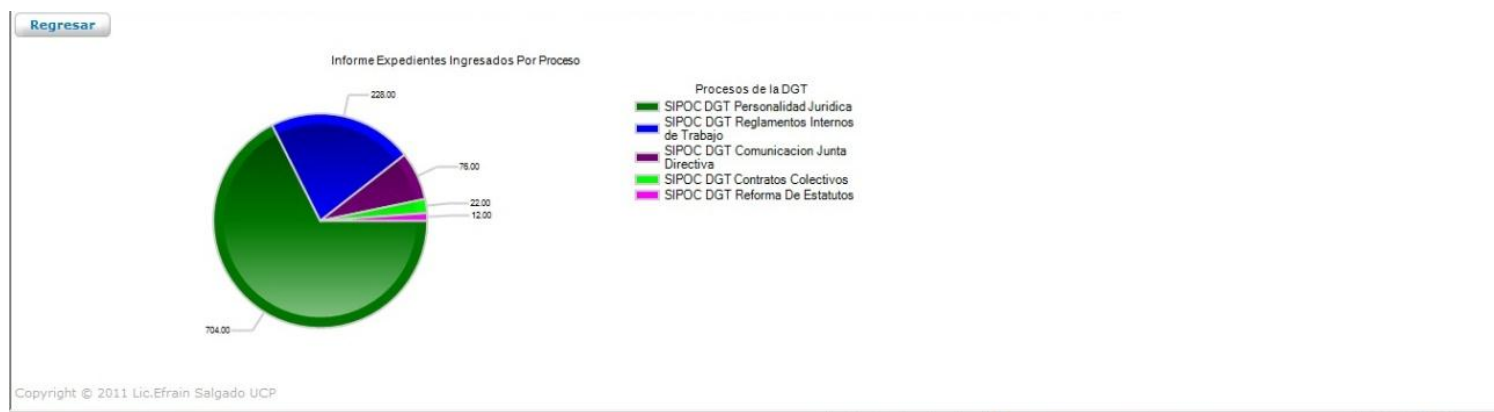 Regresar
Informe Expedientes Ingresados Por Proceso
228.00
76.00
22.00
12.00
704.00
Procesos de la DGT
SIPOC DGT Personalidad Juridica
SIPOC DGT Reglamentos Internos
de Trabajo
SIPOC DGT Comunicacion Junta
Directiva
SIPOC DGT Contratos Colectivos
SIPOC DGT Reforma De Estatutos
Copyright © 2011 Lic.Efrain Salgado UCP